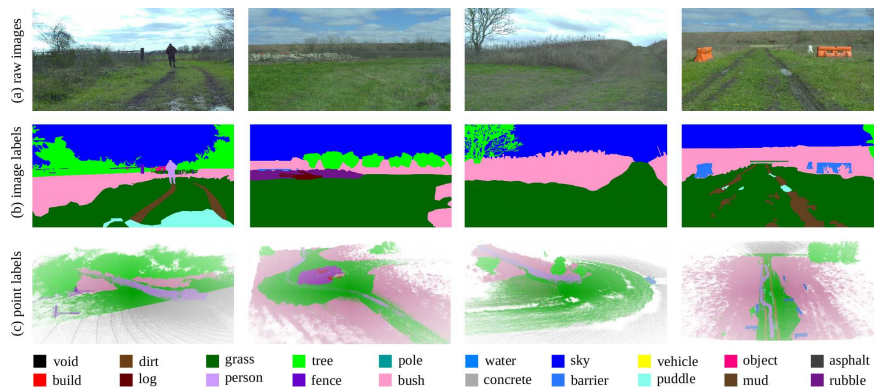 (a) raw images
(b) image labels
(c) point labels
void dirt grass tree pole water sky vehicle object asphalt
build log person fence bush concrete barrier puddle mud rubble